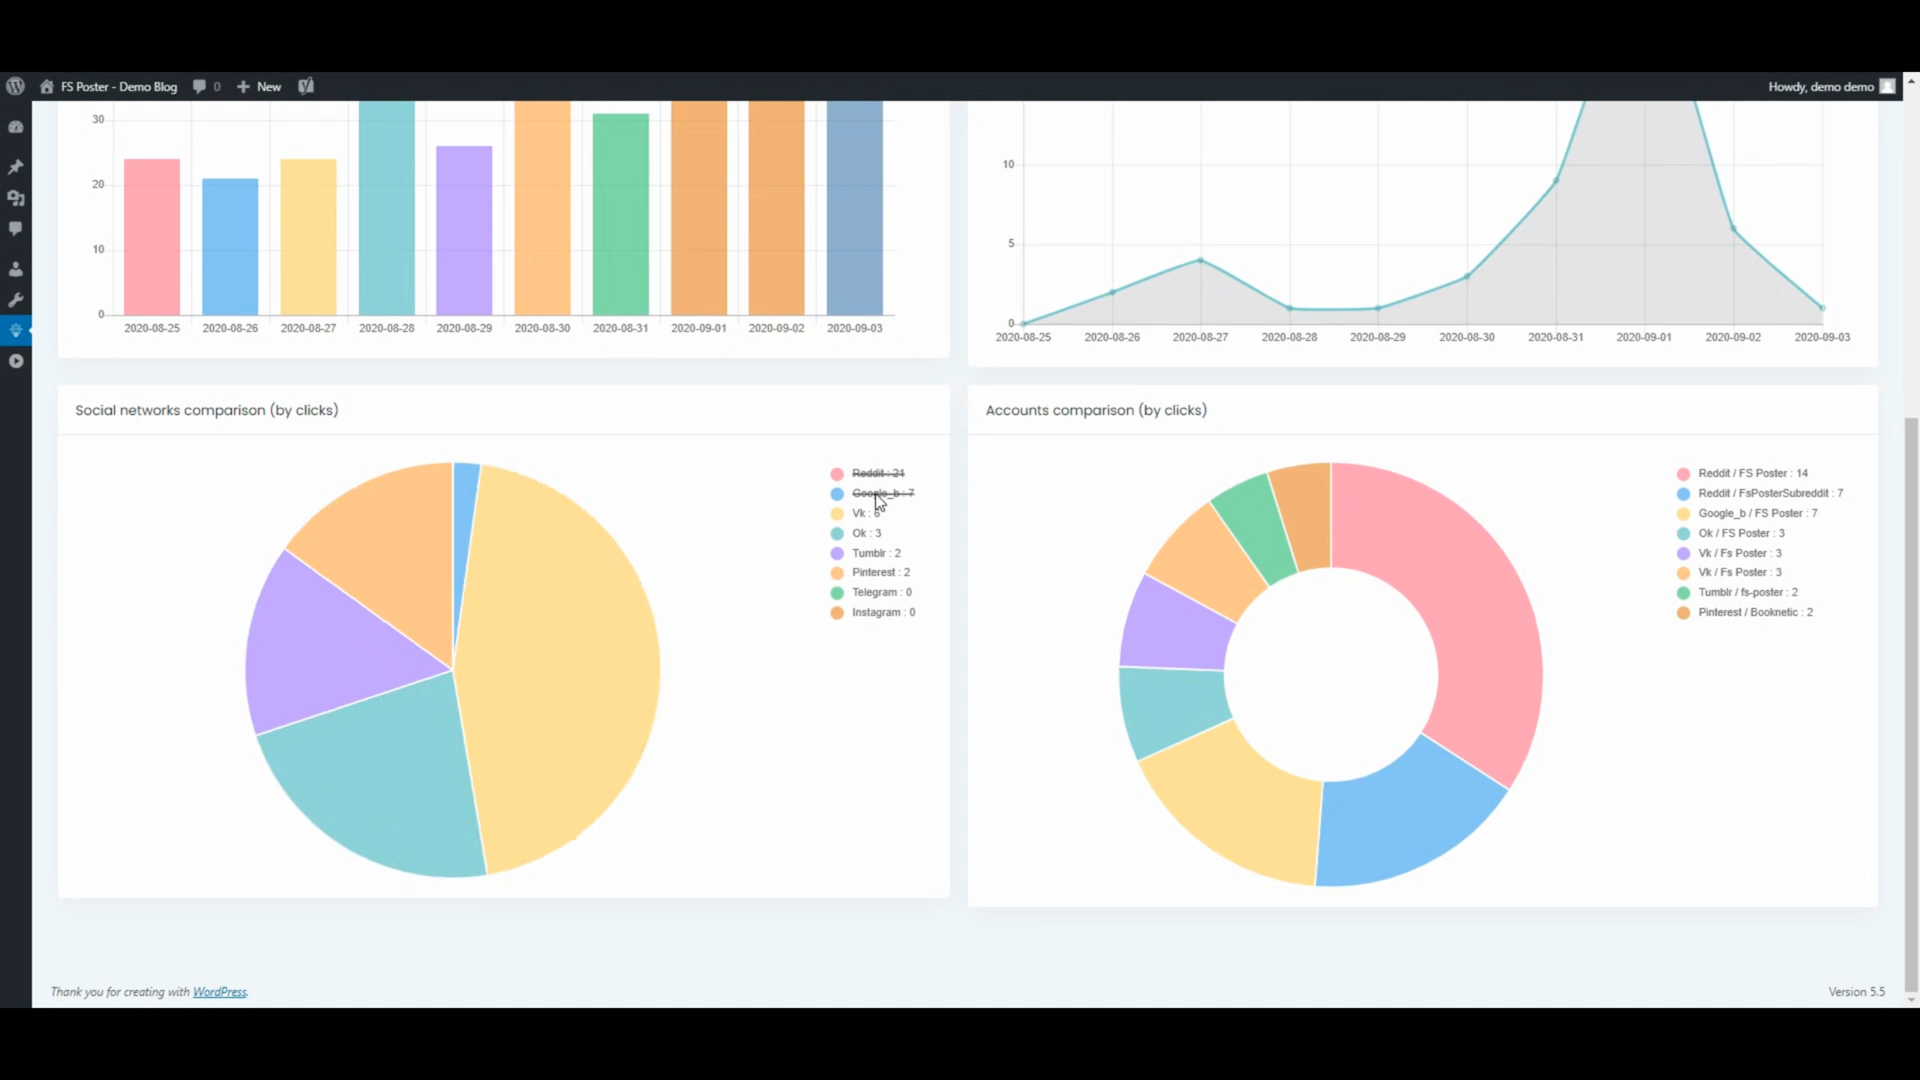 FS Poster - Demo Blog 0 New Howdy, demo demo
30
20
10
0
2020-08-25 2020-08-26 2020-08-27 2020-08-28 2020-08-29 2020-08-30 2020-08-31 2020-09-01 2020-09-02 2020-09-03
10
5
0
2020-08-25 2020-08-26 2020-08-27 2020-08-28 2020-08-29 2020-08-30 2020-08-31 2020-09-01 2020-09-02 2020-09-03
Social networks comparison (by clicks)
Reddit : 21
Google_b : 7
Vk : 6
Ok : 3
Tumblr : 2
Pinterest : 2
Telegram : 0
Instagram : 0
Accounts comparison (by clicks)
Reddit / FS Poster : 14
Reddit / FsPosterSubreddit : 7
Google_b / FS Poster : 7
Ok / FS Poster : 3
Vk / Fs Poster : 3
Vk / Fs Poster : 3
Tumblr / fs-poster : 2
Pinterest / Booknetic : 2
Thank you for creating with WordPress.
Version 5.5